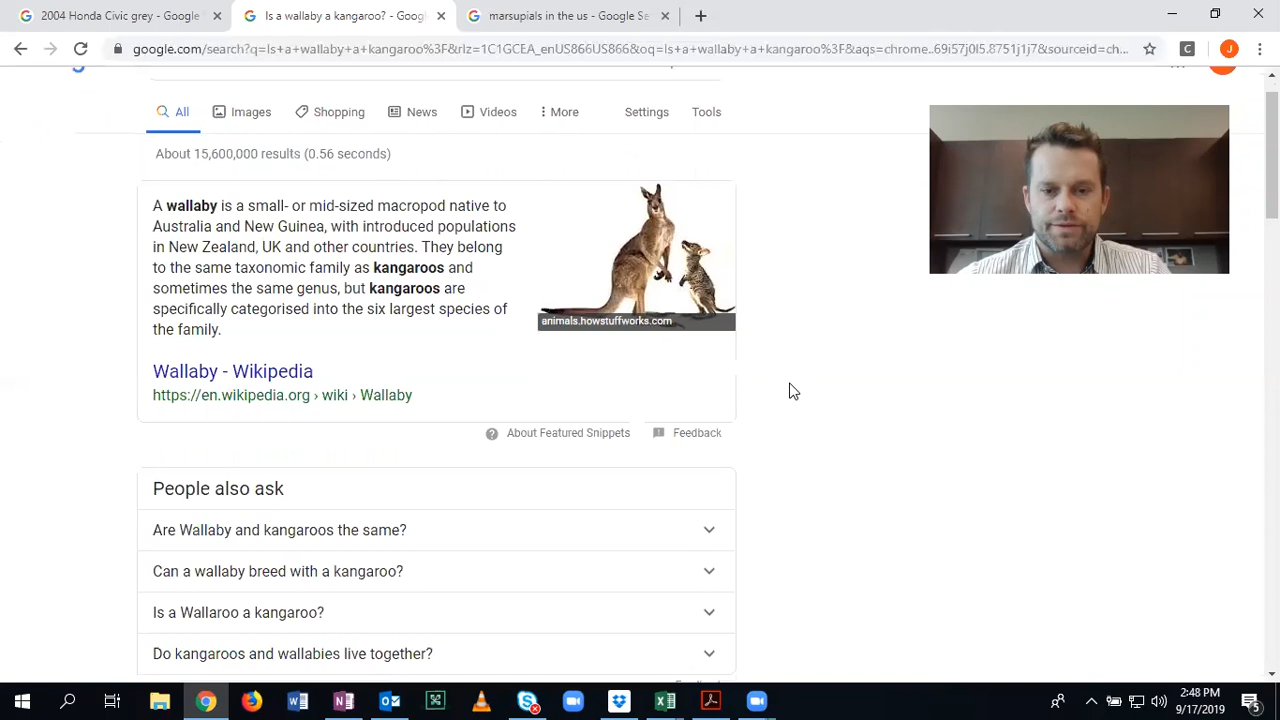 2004 Honda Civic grey - Google
Is a wallaby a kangaroo? - Goog
marsupials in the us - Google Se
google.com/search?q=Is+a+wallaby+a+kangaroo%3F&rlz=1C1GCEA_enUS866US866&oq=Is+a+wallaby+a+kangaroo%3F&aqs=chrome..69i57j0l5.8751j1j7&sourceid=ch...
C
J
All
Images
Shopping
News
Videos
More
Settings
Tools
About 15,600,000 results (0.56 seconds)
A wallaby is a small- or mid-sized macropod native to
Australia and New Guinea, with introduced populations
in New Zealand, UK and other countries. They belong
to the same taxonomic family as kangaroos and
sometimes the same genus, but kangaroos are
specifically categorised into the six largest species of
the family.
animals.howstuffworks.com
Wallaby - Wikipedia
https://en.wikipedia.org › wiki › Wallaby
About Featured Snippets
Feedback
People also ask
Are Wallaby and kangaroos the same?
Can a wallaby breed with a kangaroo?
Is a Wallaroo a kangaroo?
Do kangaroos and wallabies live together?
2:48 PM
9/17/2019
5